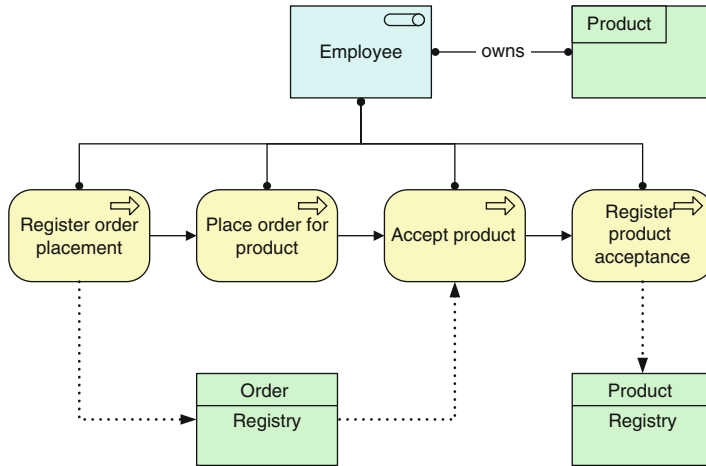 Employee
owns
Product
Register order
placement
Place order for
product
Accept product
Register
product
acceptance
Order
Registry
Product
Registry